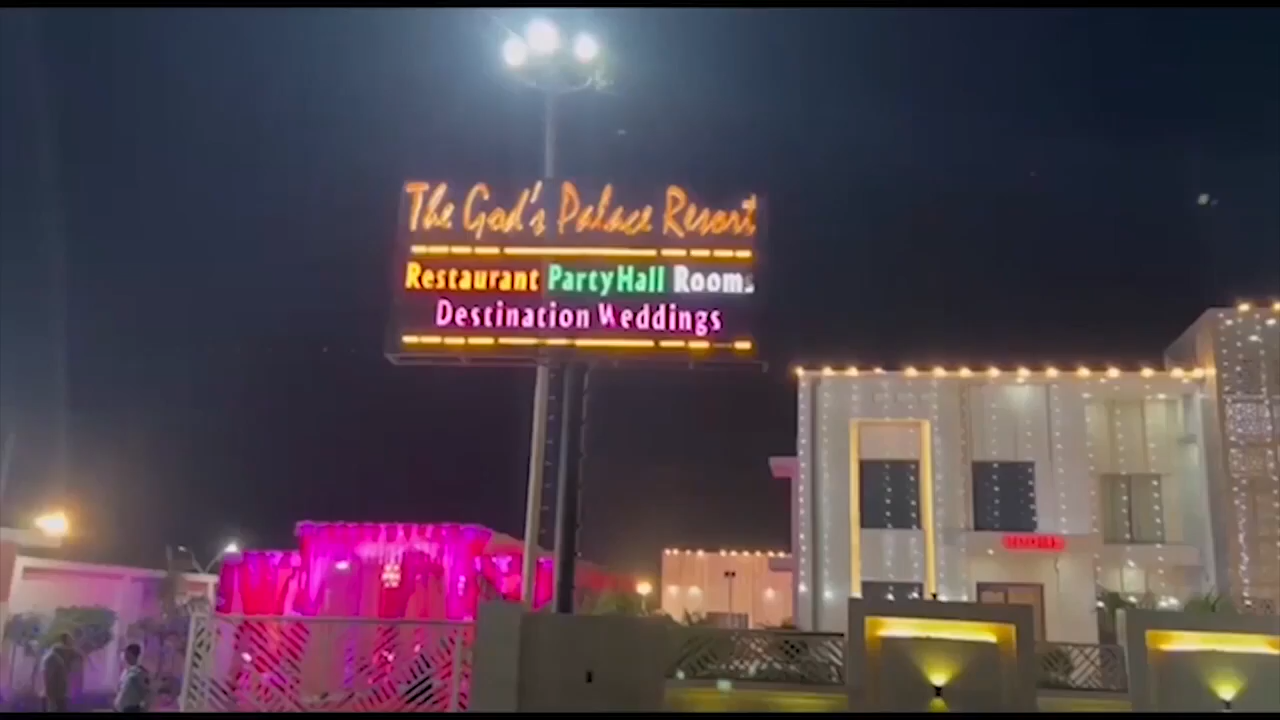 The God's Palace Resort
Restaurant PartyHall Rooms
Destination Weddings